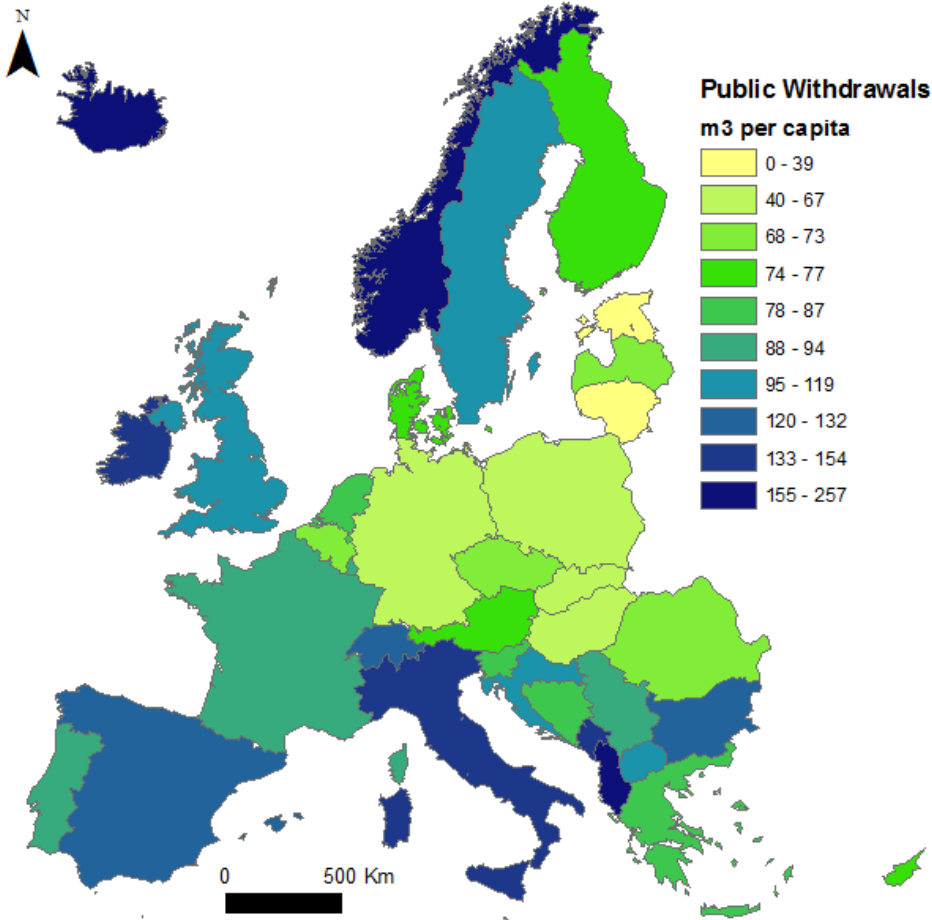 N
Public Withdrawals
m3 per capita
0 - 39
40 - 67
68 - 73
74 - 77
78 - 87
88 - 94
95 - 119
120 - 132
133 - 154
155 - 257
0 500 Km